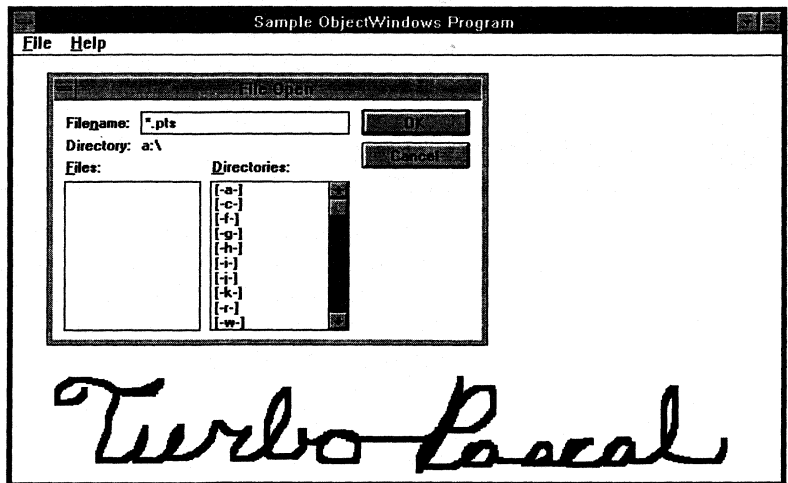 Sample ObjectWindows Program
File Help
File Open
Filename: *.pts
OK
Directory: a:\
Cancel
Files:
Directories:
[-a-]
[-c-]
[-f-]
[-g-]
[-h-]
[-i-]
[-j-]
[-k-]
[-r-]
[-w-]
Turbo Pascal